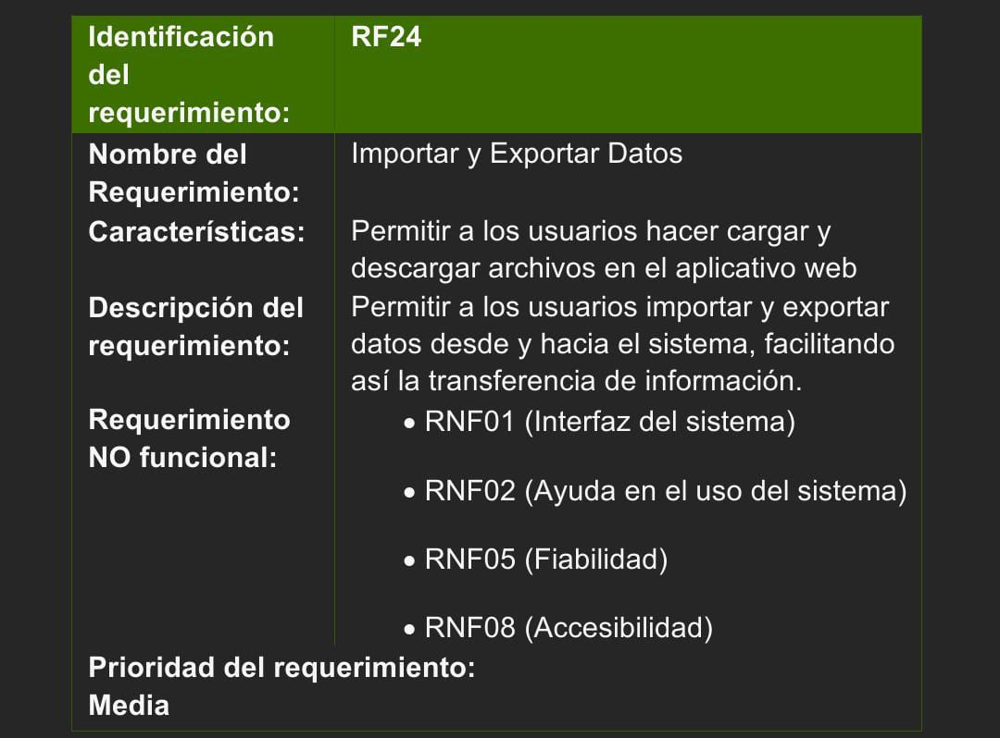 Identificación
del
requerimiento:
RF24
Nombre del
Requerimiento:
Importar y Exportar Datos
Características:
Permitir a los usuarios hacer cargar y
descargar archivos en el aplicativo web
Descripción del
requerimiento:
Permitir a los usuarios importar y exportar
datos desde y hacia el sistema, facilitando
así la transferencia de información.
Requerimiento
NO funcional:
• RNF01 (Interfaz del sistema)
• RNF02 (Ayuda en el uso del sistema)
• RNF05 (Fiabilidad)
• RNF08 (Accesibilidad)
Prioridad del requerimiento:
Media